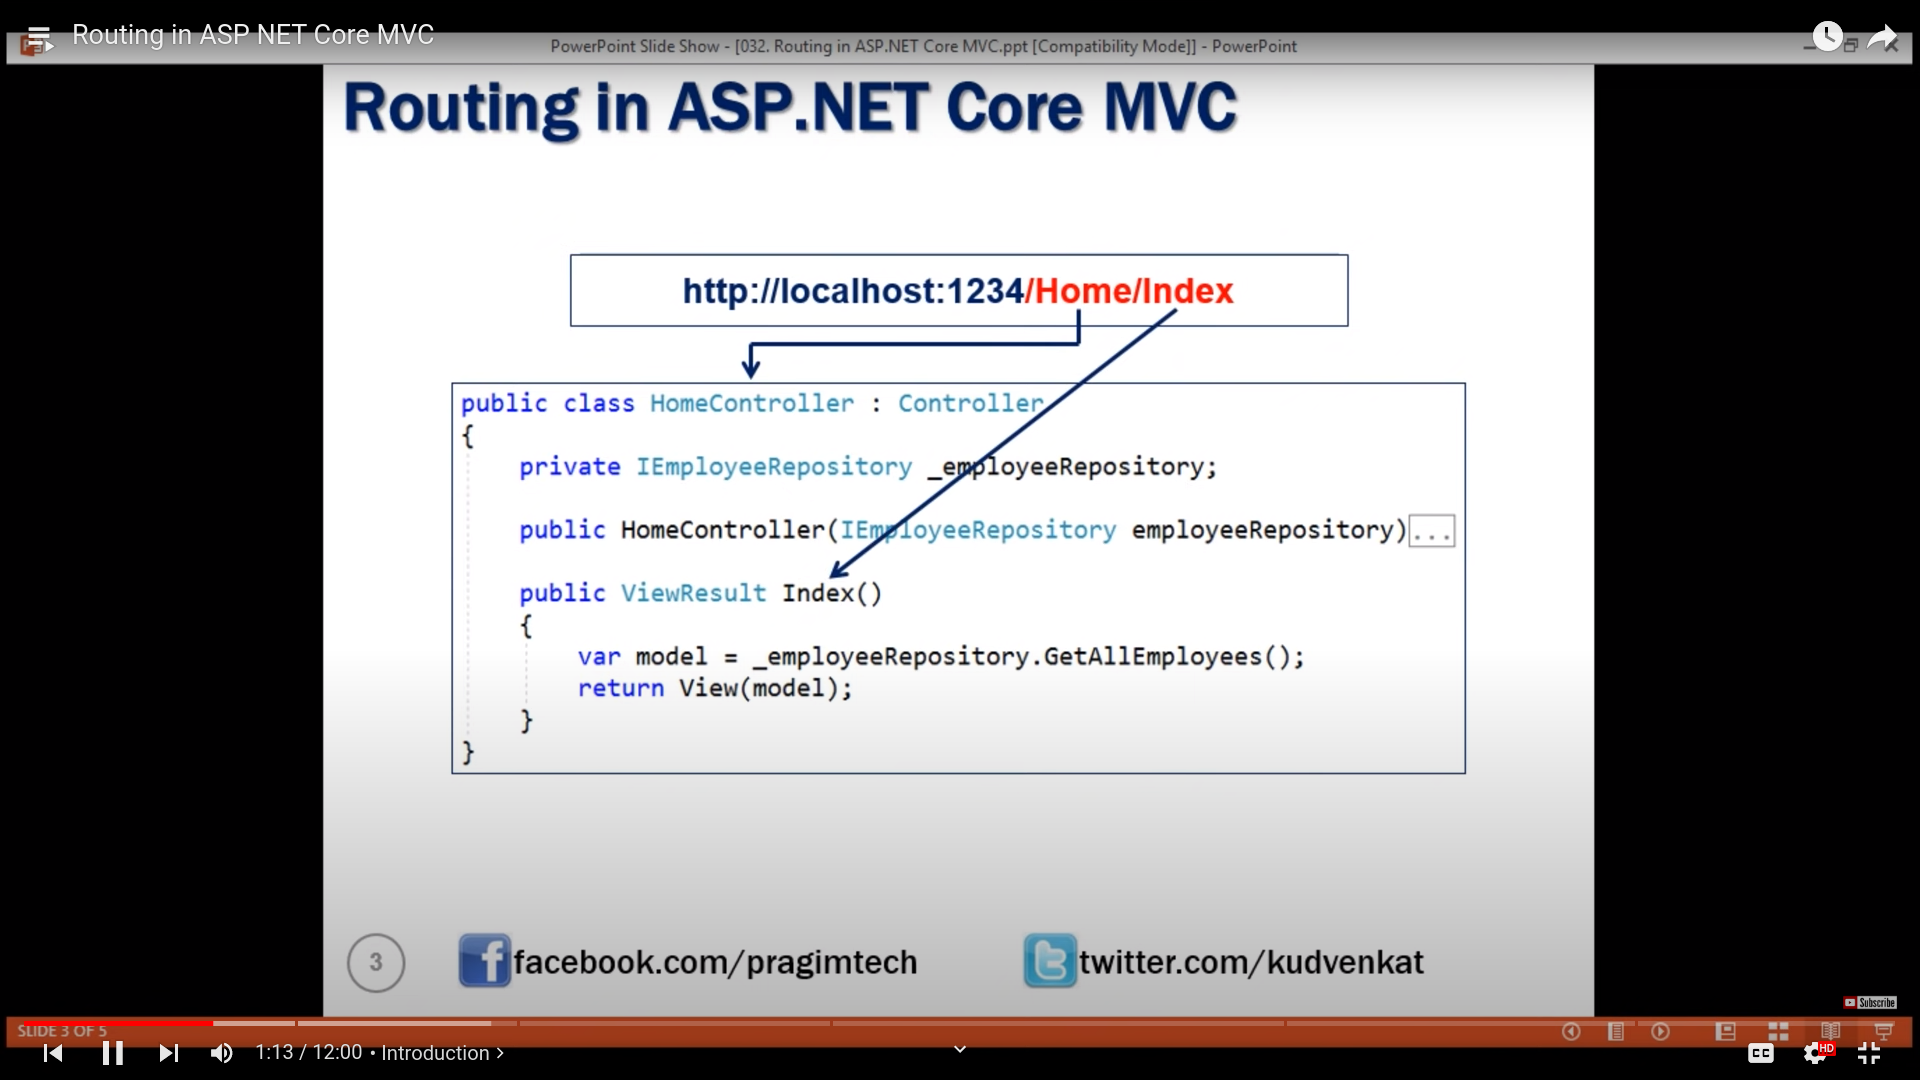 Routing in ASP NET Core MVC
PowerPoint Slide Show - [032. Routing in ASP.NET Core MVC.ppt [Compatibility Mode]] - PowerPoint
Routing in ASP.NET Core MVC
http://localhost:1234/Home/Index
public class HomeController : Controller
{
private IEmployeeRepository _employeeRepository;
public HomeController(IEmployeeRepository employeeRepository)...
public ViewResult Index()
{
var model = _employeeRepository.GetAllEmployees();
return View(model);
}
}
3
facebook.com/pragimtech
twitter.com/kudvenkat
Subscribe
SLIDE 3 OF 5
1:13 / 12:00 • Introduction
CC
HD